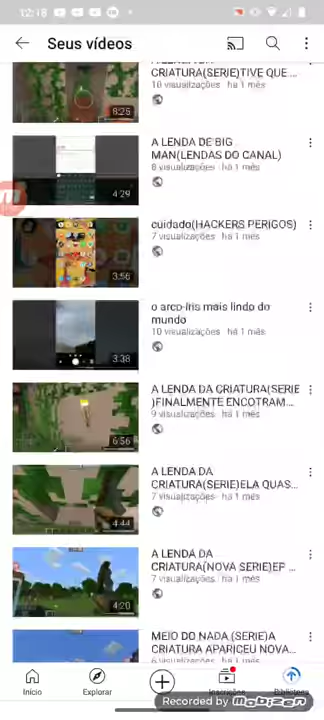 12:18
Seus vídeos
CRIATURA(SERIE)TIVE QUE ...
10 visualizações · há 1 mês
8:25
A LENDA DE BIG
MAN(LENDAS DO CANAL)
8 visualizações · há 1 mês
4:29
cuidado(HACKERS PERIGOS)
7 visualizações · há 1 mês
3:56
o arco-íris mais lindo do
mundo
10 visualizações · há 1 mês
3:38
A LENDA DA CRIATURA(SERIE
)FINALMENTE ENCOTRAM...
9 visualizações · há 1 mês
6:56
A LENDA DA
CRIATURA(SERIE)ELA QUAS...
7 visualizações · há 1 mês
4:44
A LENDA DA
CRIATURA(NOVA SERIE)EP ...
7 visualizações · há 1 mês
4:20
MEIO DO NADA (SERIE)A
CRIATURA APARICEU NOVA...
6 visualizações · há 1 mês
Início
Explorar
Inscrições
Biblioteca
Recorded by Mobizen